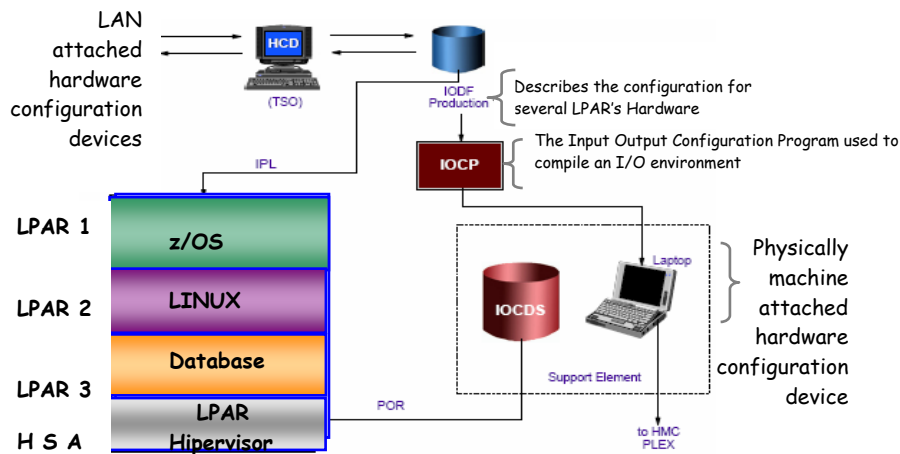 LAN
attached
hardware
configuration
devices
HCD
(TSO)
IODF
Production
Describes the configuration for
several LPAR's Hardware
The Input Output Configuration Program used to
compile an I/O environment
IOCP
IPL
LPAR 1
z/OS
LPAR 2
LINUX
Database
LPAR 3
LPAR
Hipervisor
H S A
POR
IOCDS
Laptop
Support Element
to HMC
PLEX
Physically
machine
attached
hardware
configuration
device